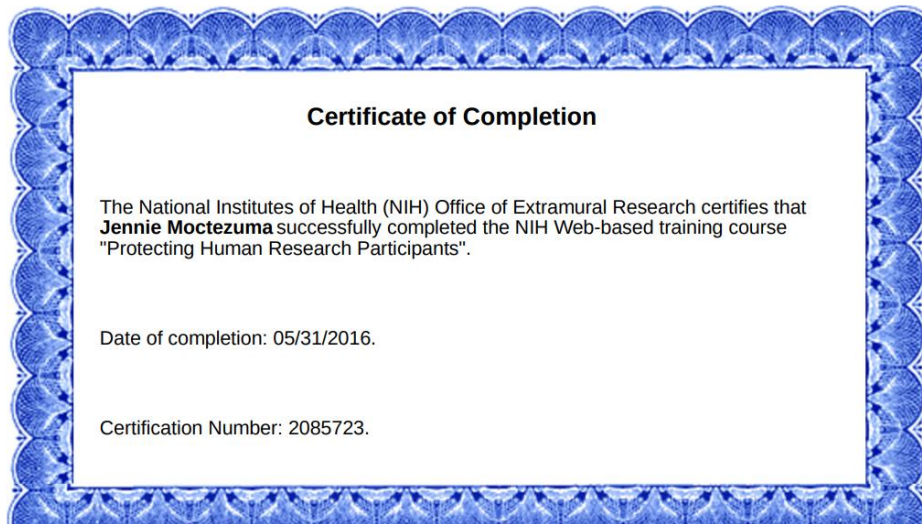 Certificate of Completion
The National Institutes of Health (NIH) Office of Extramural Research certifies that
Jennie Moctezuma successfully completed the NIH Web-based training course
"Protecting Human Research Participants".
Date of completion: 05/31/2016.
Certification Number: 2085723.